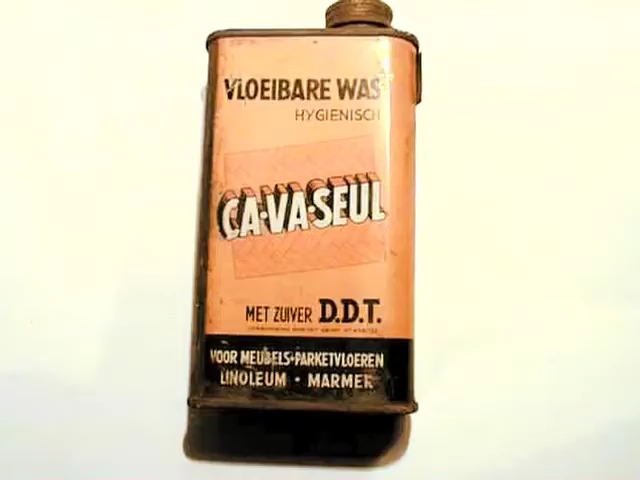 VLOEIBARE WAS
HYGIENISCH
CA·VA·SEUL
MET ZUIVER D.D.T.
VOOR MEUBELS·PARKETVLOEREN
LINOLEUM · MARMER